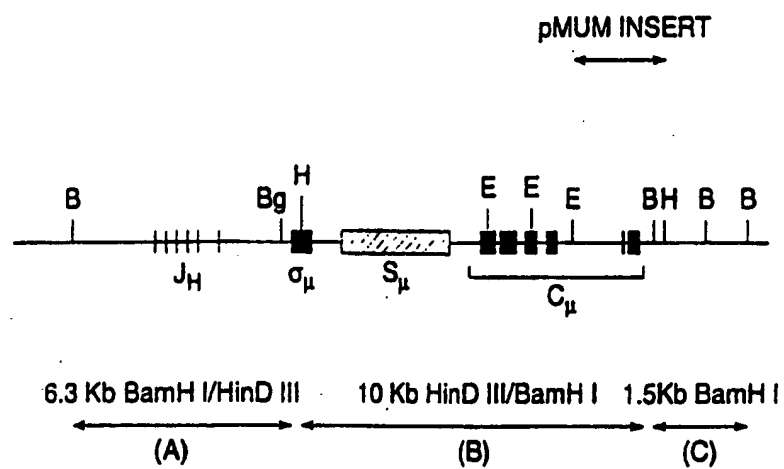 pMUM INSERT
B Bg H E E E B H B B
J_H σ_μ S_μ C_μ
6.3 Kb BamH I/HinD III 10 Kb HinD III/BamH I 1.5Kb BamH I
(A) (B) (C)